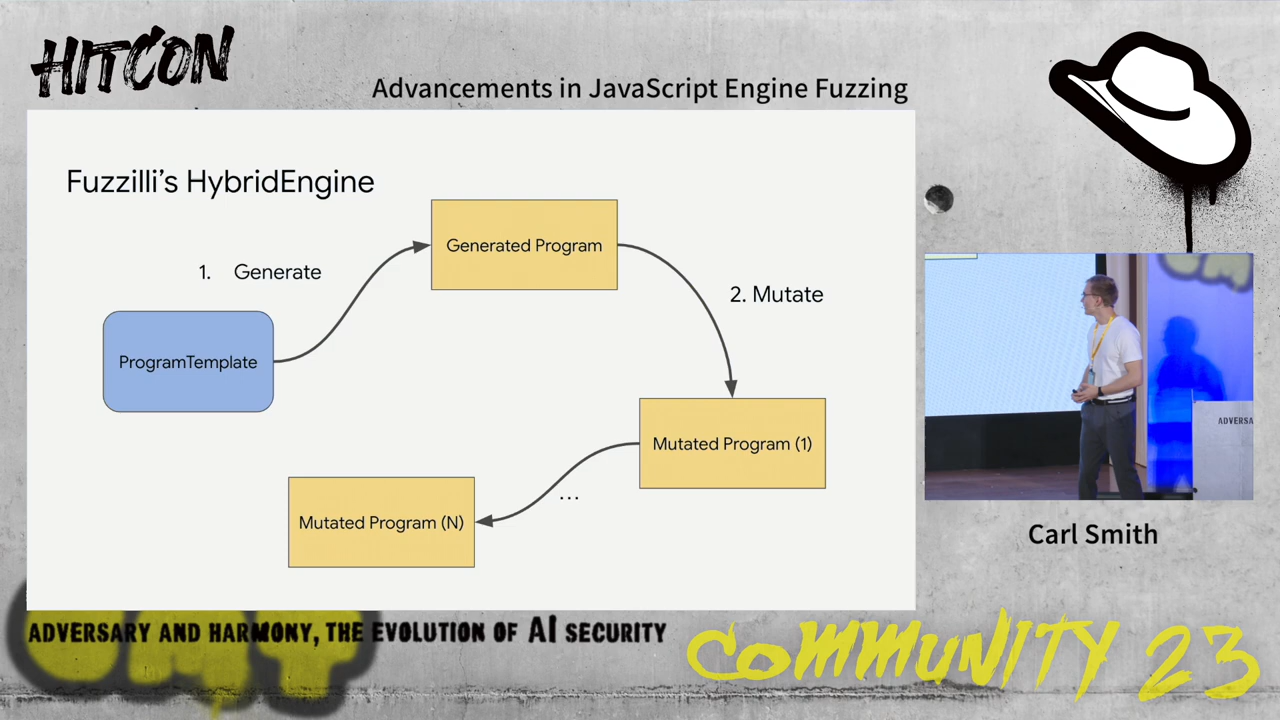 HITCON
Advancements in JavaScript Engine Fuzzing
Fuzzilli’s HybridEngine
Generated Program
1. Generate
2. Mutate
ProgramTemplate
Mutated Program (1)
...
Mutated Program (N)
ADVERSA
Carl Smith
ADVERSARY AND HARMONY, THE EVOLUTION OF AI SECURITY
COMMUNITY 23